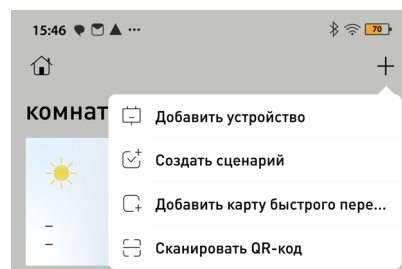 15:46
70
комнат
Добавить устройство
Создать сценарий
Добавить карту быстрого пере...
Сканировать QR-код